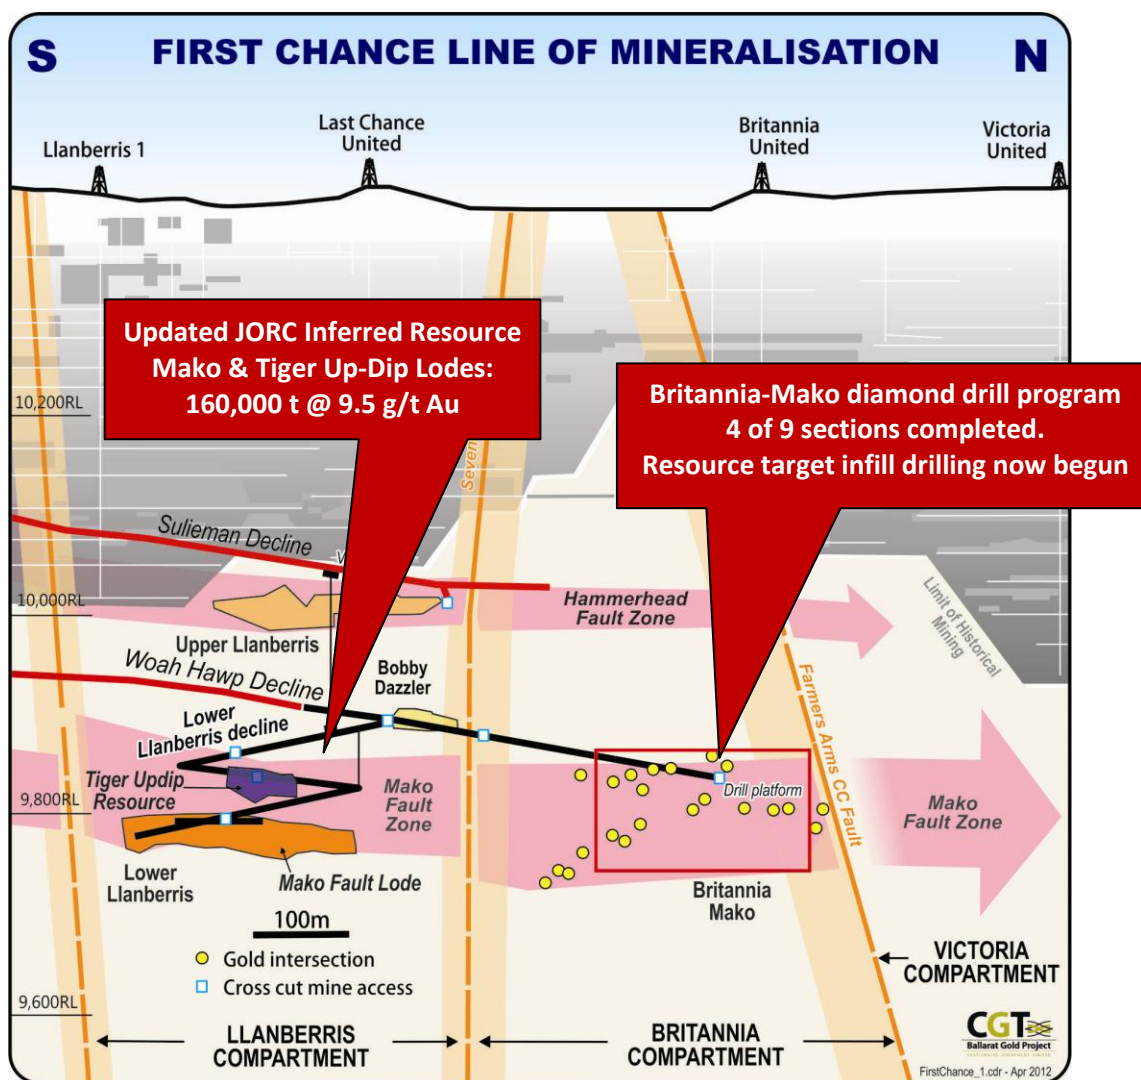 S FIRST CHANCE LINE OF MINERALISATION N
Llanberris 1
Last Chance
United
Britannia
United
Victoria
United
Updated JORC Inferred Resource
Mako & Tiger Up-Dip Lodes:
160,000 t @ 9.5 g/t Au
Britannia-Mako diamond drill program
4 of 9 sections completed.
Resource target infill drilling now begun
10,200RL
Sulieman Decline
10,000RL
Upper Llanberris
Hammerhead
Fault Zone
Limit of Historical
Mining
Woah Hawp Decline
Bobby
Dazzler
Lower
Llanberris decline
Tiger Updip
Resource
Mako
Fault
Zone
9,800RL
Drill platform
Farmers Arms CC Fault
Mako
Fault Zone
Lower
Llanberris
Mako Fault Lode
Britannia
Mako
100m
Gold intersection
Cross cut mine access
VICTORIA
COMPARTMENT
9,600RL
LLANBERRIS
COMPARTMENT
BRITANNIA
COMPARTMENT
CGT
Ballarat Gold Project
FirstChance_1.cdr - Apr 2012